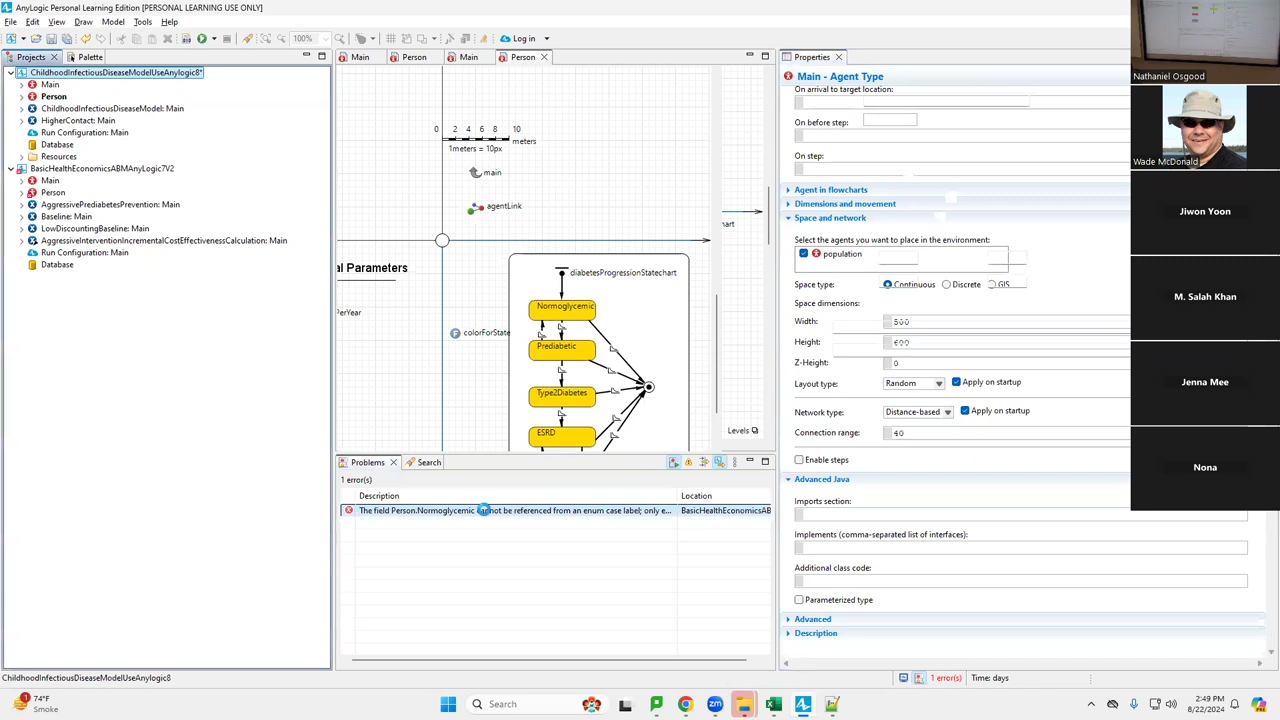 AnyLogic Personal Learning Edition [PERSONAL LEARNING USE ONLY]
File Edit View Draw Model Tools Help
100% Log in
Projects Palette
ChildhoodInfectiousDiseaseModelUseAnylogic8*
Main
Person
ChildhoodInfectiousDiseaseModel: Main
HigherContact: Main
Run Configuration: Main
Database
Resources
BasicHealthEconomicsABMAnyLogic7V2
Main
Person
AggressivePrediabetesPrevention: Main
Baseline: Main
LowDiscountingBaseline: Main
AggressiveInterventionIncrementalCostEffectivenessCalculation: Main
Run Configuration: Main
Database
Main Person Main Person
0 2 4 6 8 10
meters
1meters = 10px
main
agentLink
al Parameters
PerYear
colorForState
diabetesProgressionStatechart
Normoglycemic
Prediabetic
Type2Diabetes
ESRD
hart
Levels
Problems Search
1 error(s)
Description Location
The field Person.Normoglycemic cannot be referenced from an enum case label; only e... BasicHealthEconomicsAB
Properties
Main - Agent Type
On arrival to target location:
On before step:
On step:
Agent in flowcharts
Dimensions and movement
Space and network
Select the agents you want to place in the environment:
population
Space type: Continuous Discrete GIS
Space dimensions:
Width: 500
Height: 600
Z-Height: 0
Layout type: Random Apply on startup
Network type: Distance-based Apply on startup
Connection range: 40
Enable steps
Advanced Java
Imports section:
Implements (comma-separated list of interfaces):
Additional class code:
Parameterized type
Advanced
Description
Nathaniel Osgood
Wade McDonald
Jiwon Yoon
M. Salah Khan
Jenna Mee
Nona
ChildhoodInfectiousDiseaseModelUseAnylogic8
1 error(s) Time: days
74°F
Smoke
Search
2:49 PM
8/22/2024